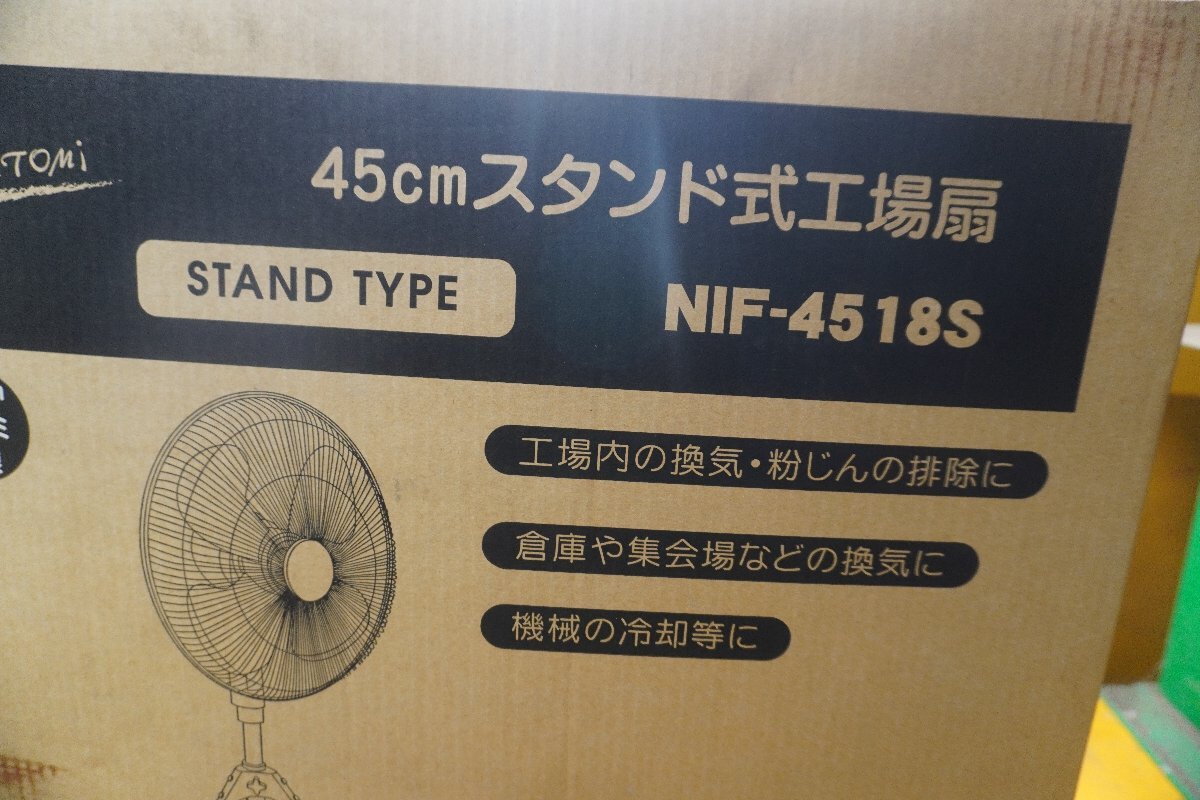 TOMi
45cmスタンド式工場扇
STAND TYPE
NIF-4518S
工場内の換気・粉じんの排除に
倉庫や集会場などの換気に
機械の冷却等に